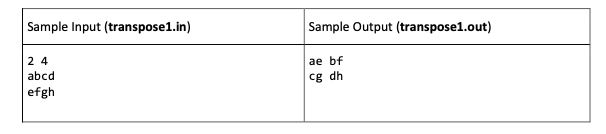 Sample Input (transpose1.in)
Sample Output (transpose1.out)
2 4
abcd
efgh
ae bf
cg dh